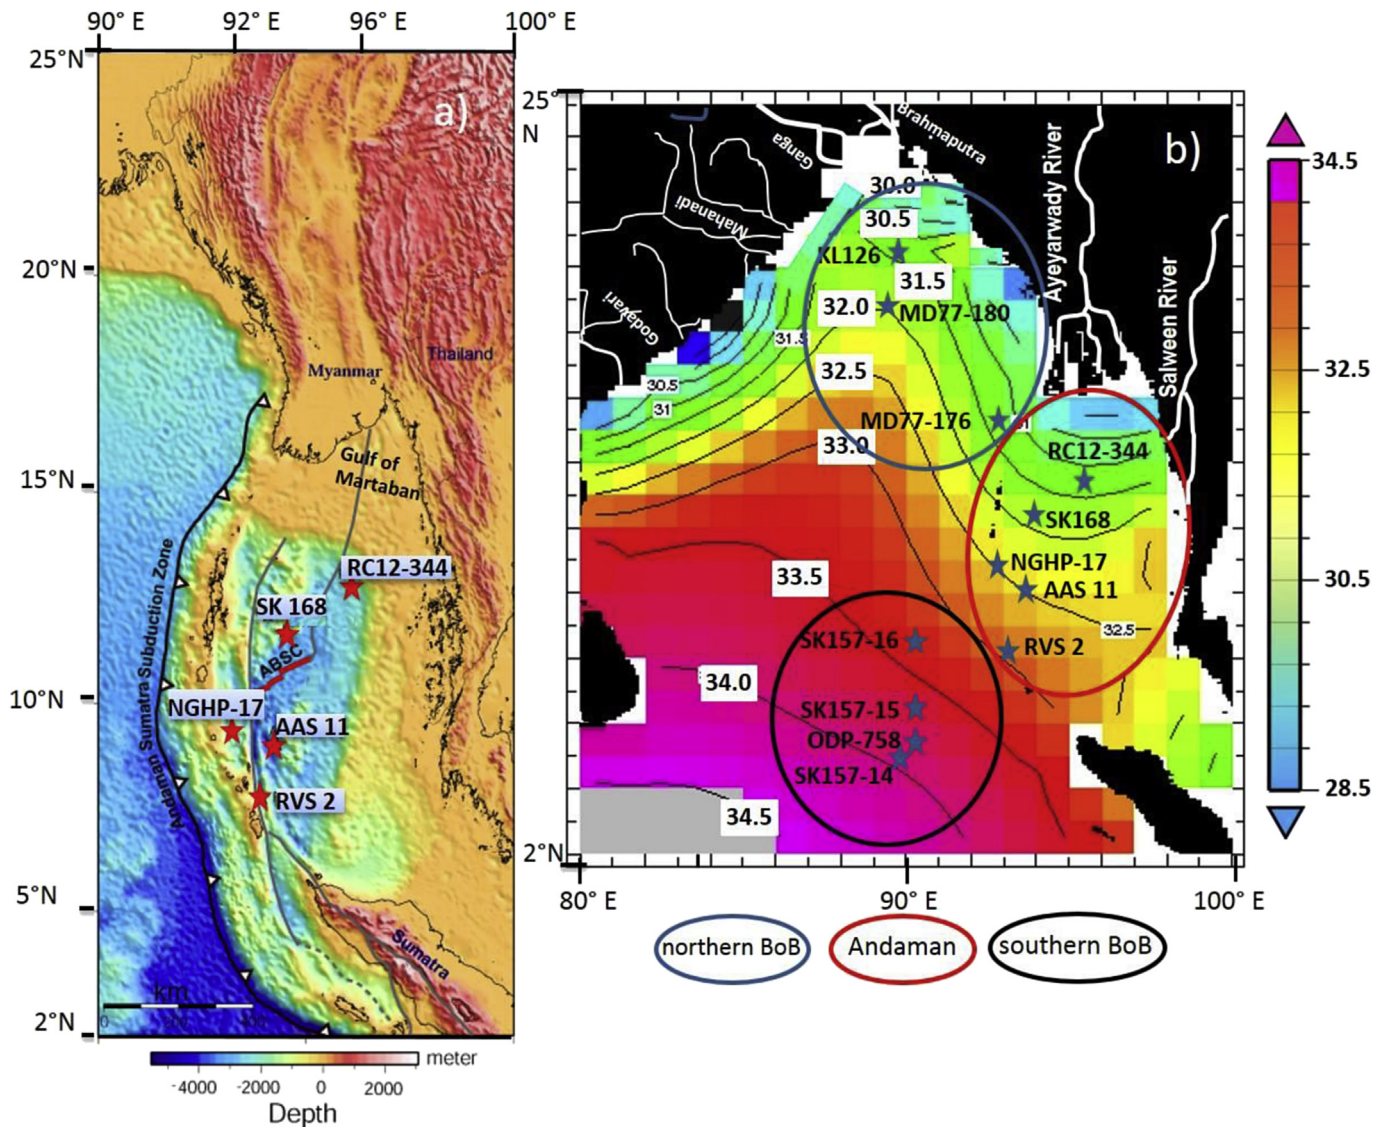 90° E
92° E
96° E
100° E
25°N
20°N
15°N
10°N
5°N
2°N
a)
Thailand
Myanmar
Gulf of
Martaban
Andaman Sumatra Subduction Zone
RC12-344
SK 168
ABSC
NGHP-17
AAS 11
RVS 2
Sumatra
km
0
meter
-4000
-2000
0
2000
Depth
25°
N
b)
Brahmaputra
Ganga
Mahanadi
Godavari
Ayeyarwady River
Salween River
30.0
30.5
KL126
31.5
32.0
MD77-180
31.5
32.5
30.5
31
MD77-176
31
33.0
RC12-344
SK168
NGHP-17
AAS 11
33.5
32.5
SK157-16
RVS 2
34.0
SK157-15
ODP-758
SK157-14
34.5
2°N
80° E
90° E
100° E
34.5
32.5
30.5
28.5
northern BoB
Andaman
southern BoB